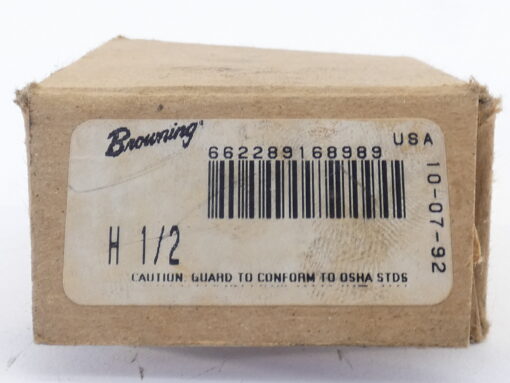 Browning
USA
662289168989
10-07-92
H 1/2
CAUTION: GUARD TO CONFORM TO OSHA STDS